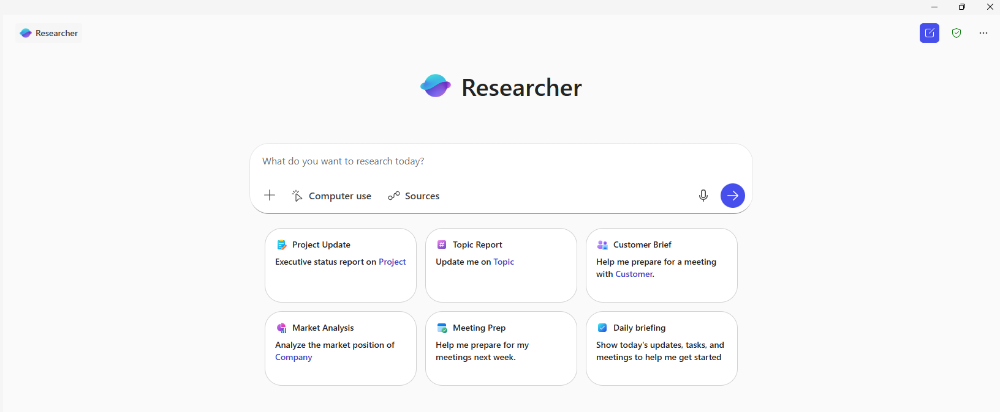 Researcher
Researcher
What do you want to research today?
Computer use
Sources
Project Update
Executive status report on Project
Topic Report
Update me on Topic
Customer Brief
Help me prepare for a meeting
with Customer.
Market Analysis
Analyze the market position of
Company
Meeting Prep
Help me prepare for my
meetings next week.
Daily briefing
Show today's updates, tasks, and
meetings to help me get started